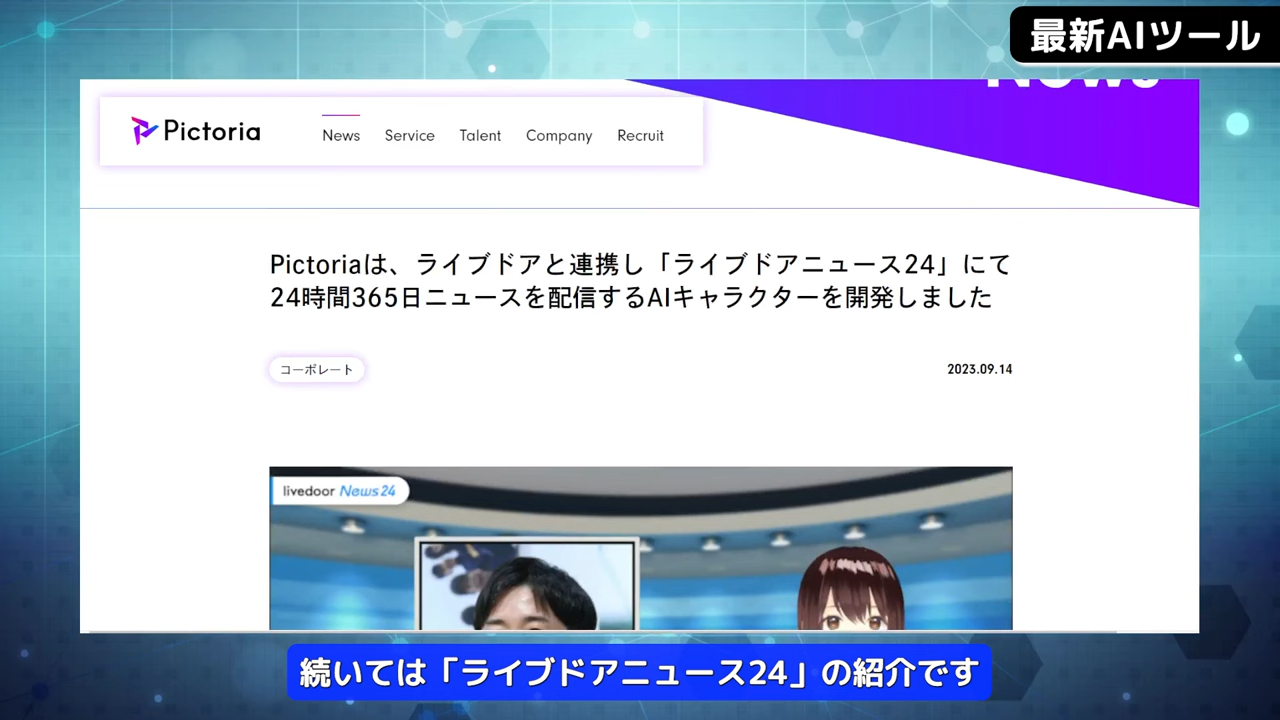 最新AIツール
News
Pictoria
News Service Talent Company Recruit
Pictoriaは、ライブドアと連携し「ライブドアニュース24」にて
24時間365日ニュースを配信するAIキャラクターを開発しました
コーポレート
2023.09.14
livedoor News24
続いては「ライブドアニュース24」の紹介です